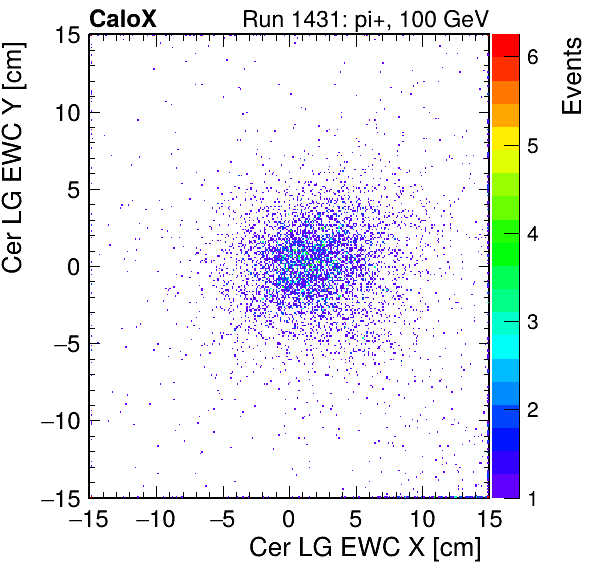 CaloX Run 1431: pi+, 100 GeV
Cer LG EWC Y [cm]
15
10
5
0
−5
−10
−15
−15 −10 −5 0 5 10 15
Cer LG EWC X [cm]
Events
6
5
4
3
2
1